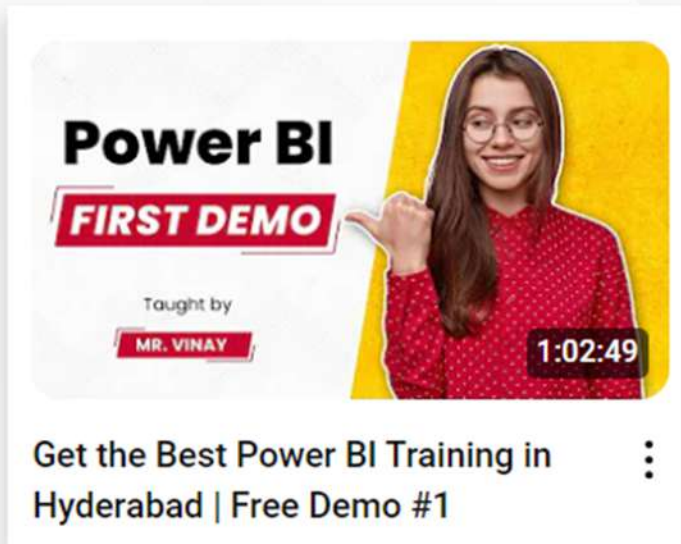 Power BI
FIRST DEMO
Taught by
MR. VINAY
1:02:49
Get the Best Power BI Training in
Hyderabad | Free Demo #1